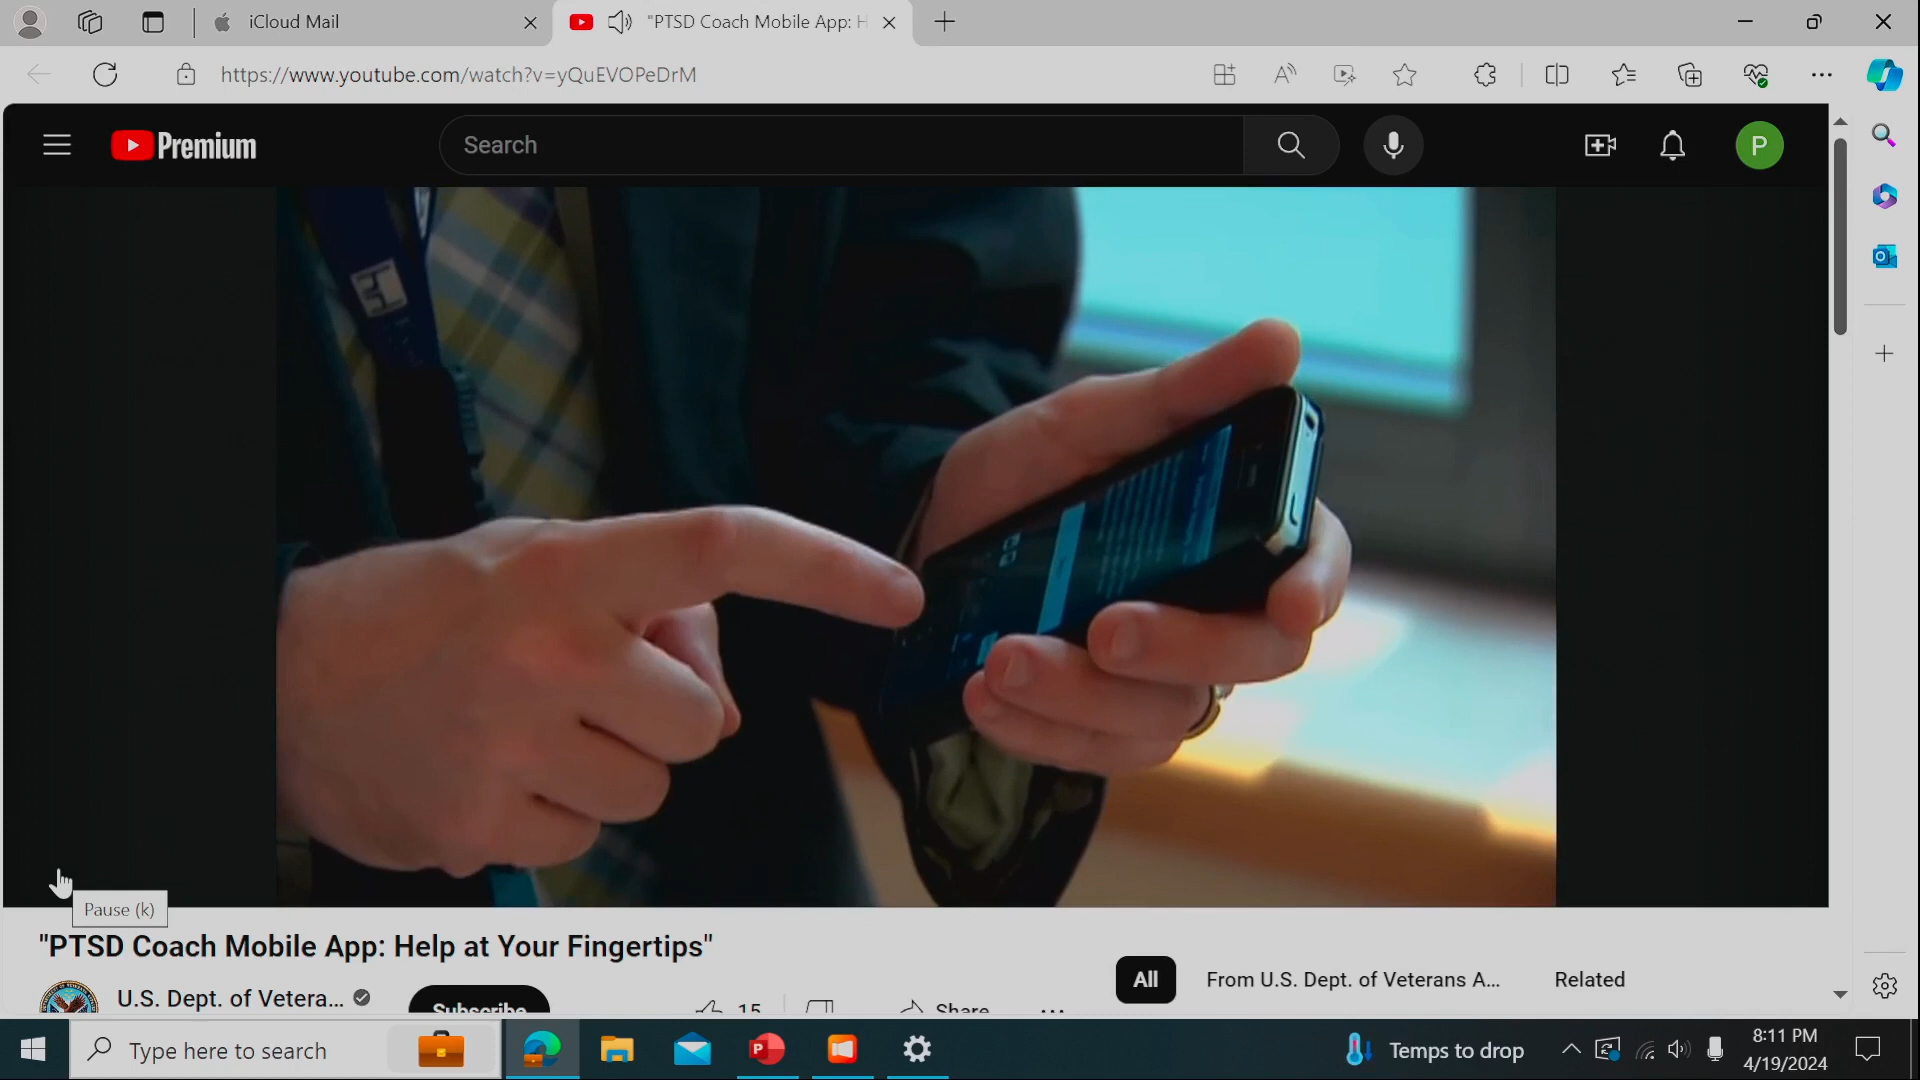 iCloud Mail
"PTSD Coach Mobile App: H
https://www.youtube.com/watch?v=yQuEVOPeDrM
Premium
Search
P
Pause (k)
"PTSD Coach Mobile App: Help at Your Fingertips"
U.S. Dept. of Vetera...
Subscribe
15
Share
All
From U.S. Dept. of Veterans A...
Related
Type here to search
Temps to drop
8:11 PM
4/19/2024